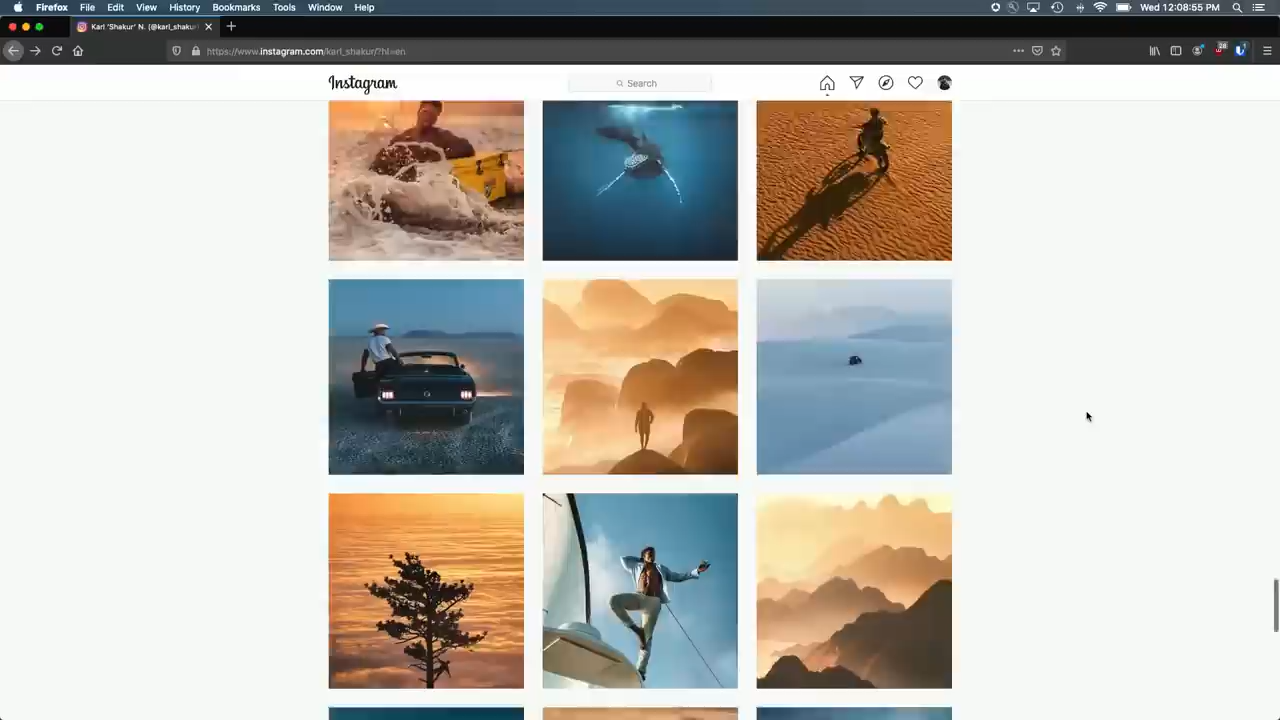 Firefox File Edit View History Bookmarks Tools Window Help
Wed 12:08:55 PM
Karl 'Shakur' N. (@karl_shakur
https://www.instagram.com/karl_shakur/?hl=en
28
Instagram
Search